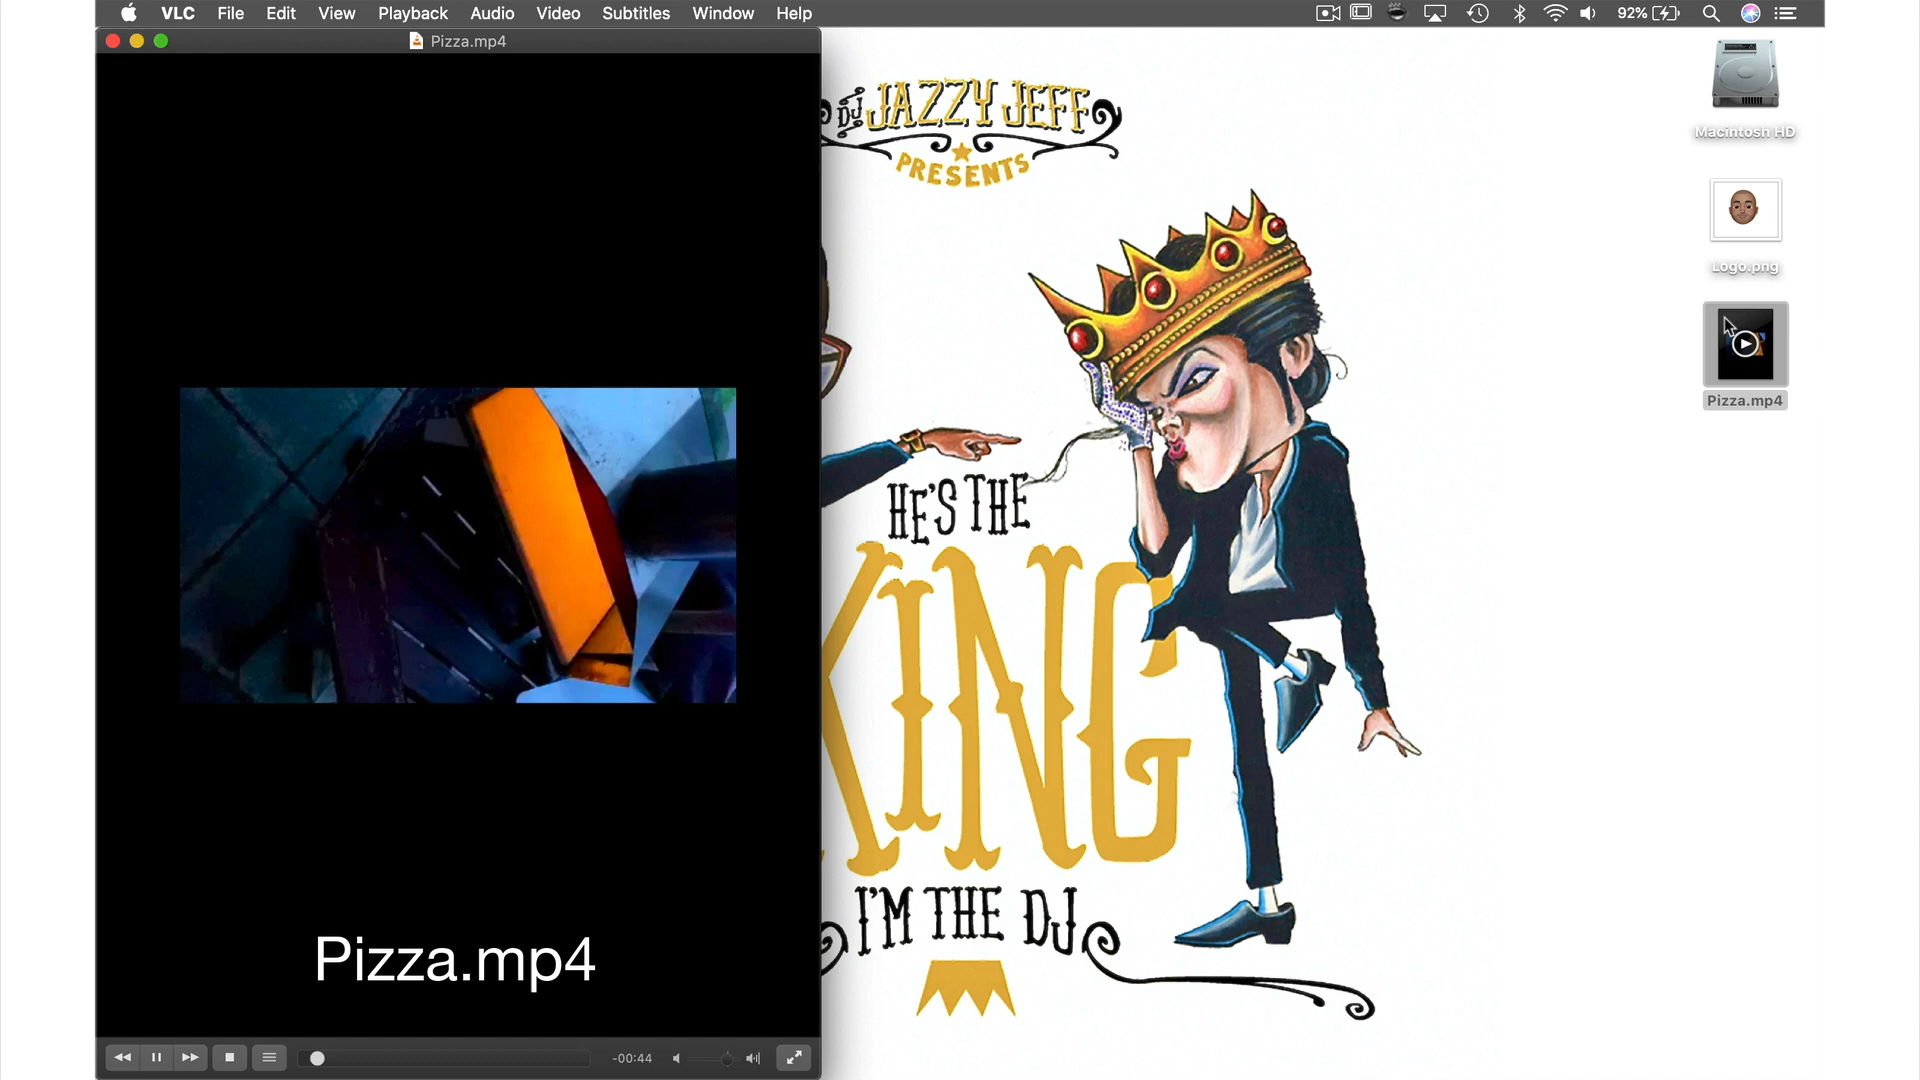 VLC File Edit View Playback Audio Video Subtitles Window Help
92%
Pizza.mp4
Pizza.mp4
-00:44
DJ JAZZY JEFF
PRESENTS
HE'S THE
KING
I'M THE DJ
Macintosh HD
Logo.png
Pizza.mp4